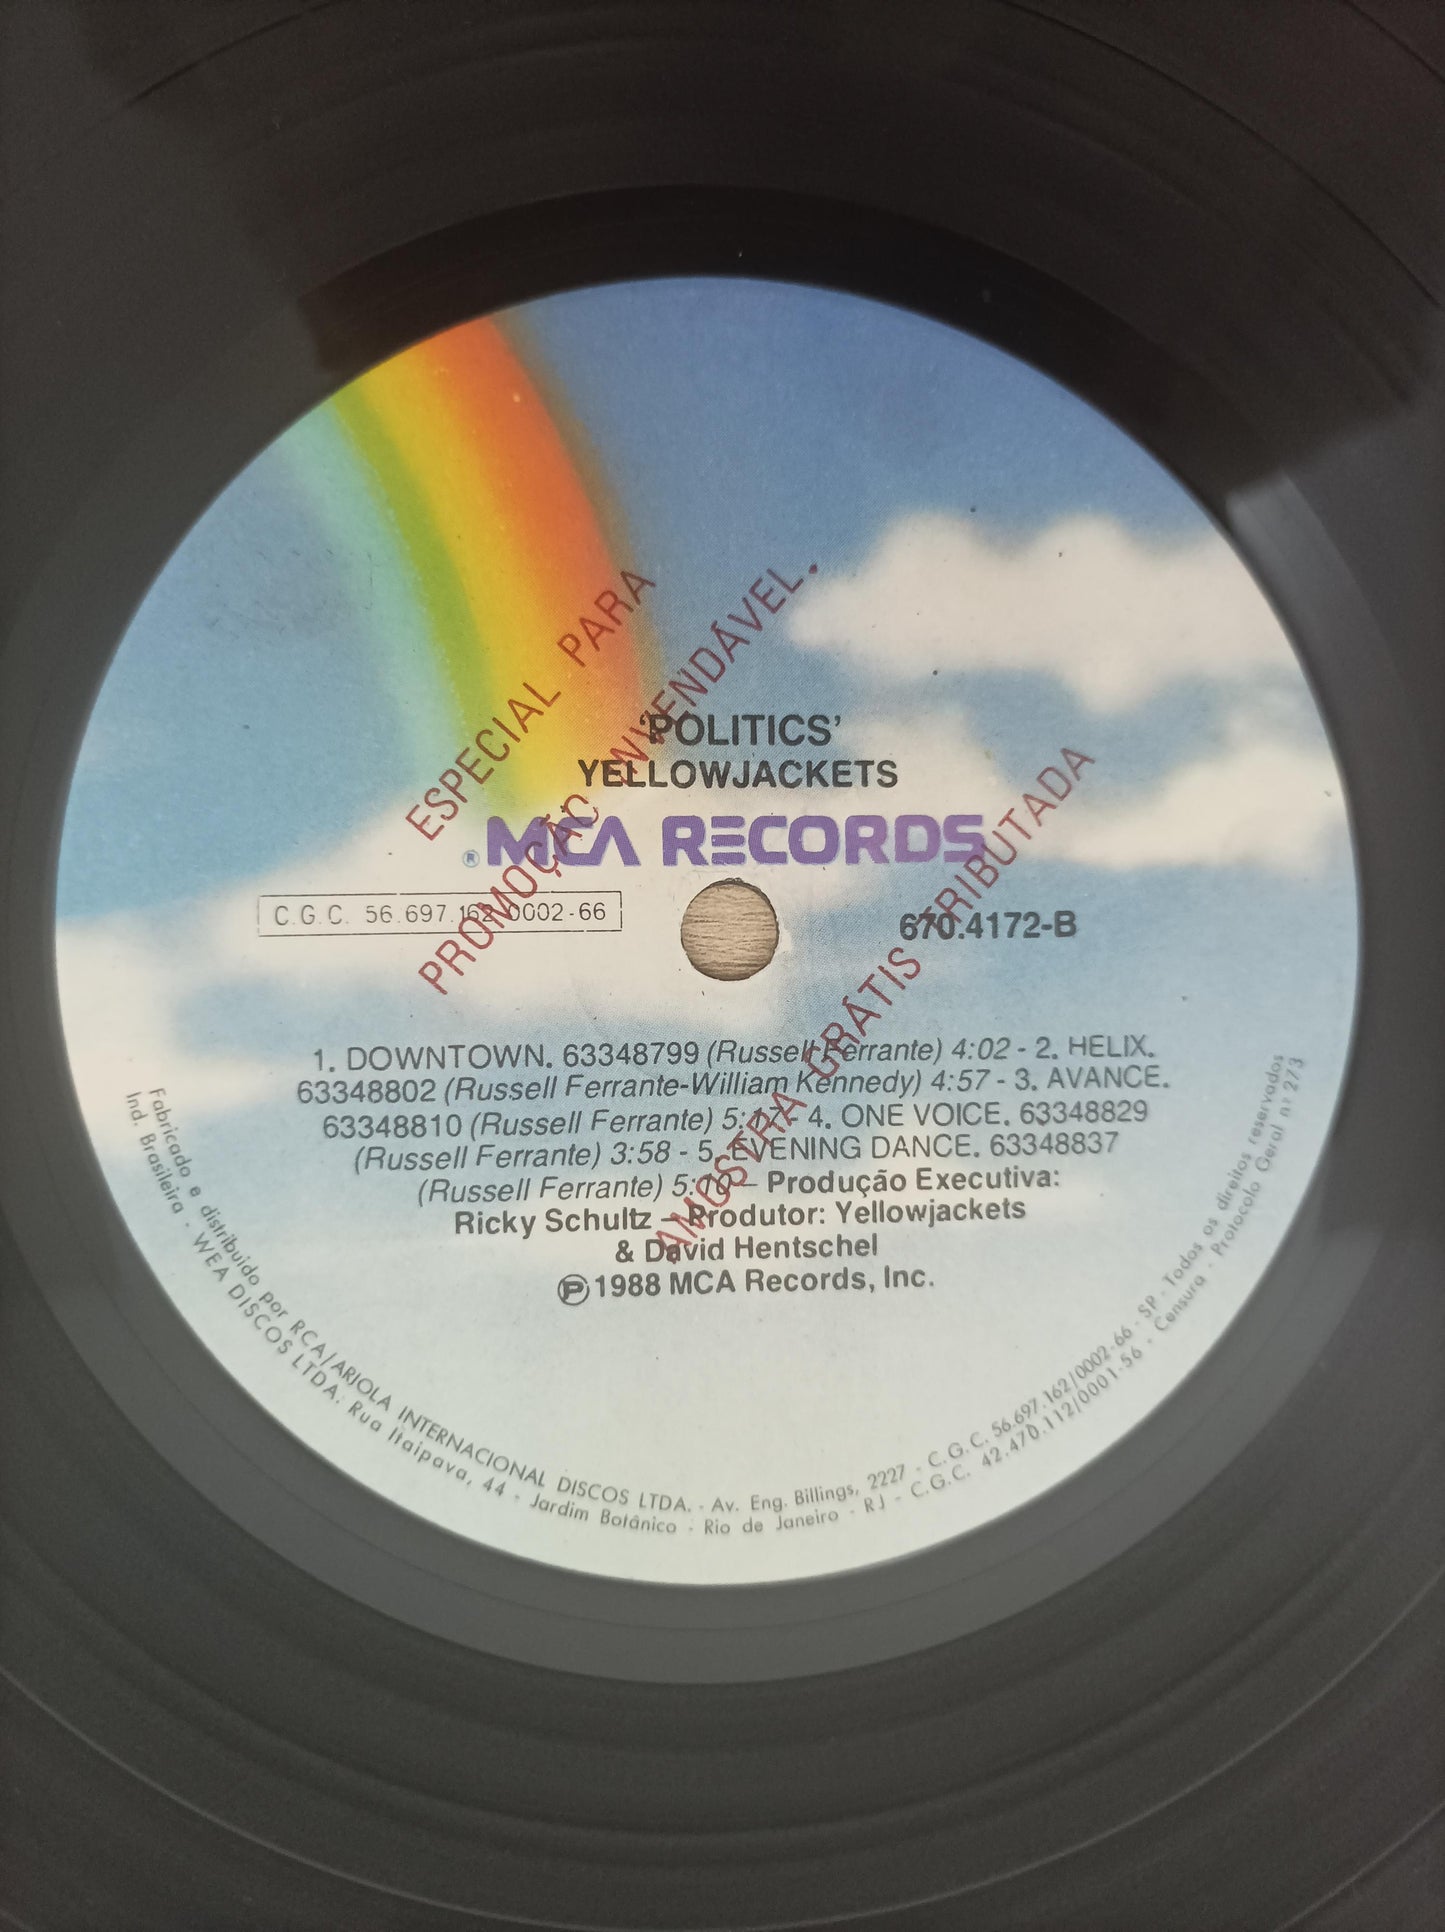 'POLITICS'
YELLOWJACKETS
® MCA RECORDS
C.G.C. 56.697.162/0002-66
670.4172-B
1. DOWNTOWN. 63348799 (Russell Ferrante) 4:02 - 2. HELIX.
63348802 (Russell Ferrante-William Kennedy) 4:57 - 3. AVANCE.
63348810 (Russell Ferrante) 5:17 - 4. ONE VOICE. 63348829
(Russell Ferrante) 3:58 - 5. EVENING DANCE. 63348837
(Russell Ferrante) – Produção Executiva:
Ricky Schultz – Produtor: Yellowjackets
& David Hentschel
℗ 1988 MCA Records, Inc.
ESPECIAL PARA
PROMOÇÃO INVENDÁVEL.
AMOSTRA GRÁTIS TRIBUTADA
Fabricado e distribuido por RCA/ARIOLA INTERNACIONAL DISCOS LTDA. - Av. Eng. Billings, 2227 - C.G.C. 56.697.162/0002-66 - SP - Todos os direitos reservados
Ind. Brasileira - WEA DISCOS LTDA: Rua Itaipava, 44 - Jardim Botânico - Rio de Janeiro - RJ - C.G.C. 42.470.112/0001-56 - Censura - Protocolo Geral nº 273